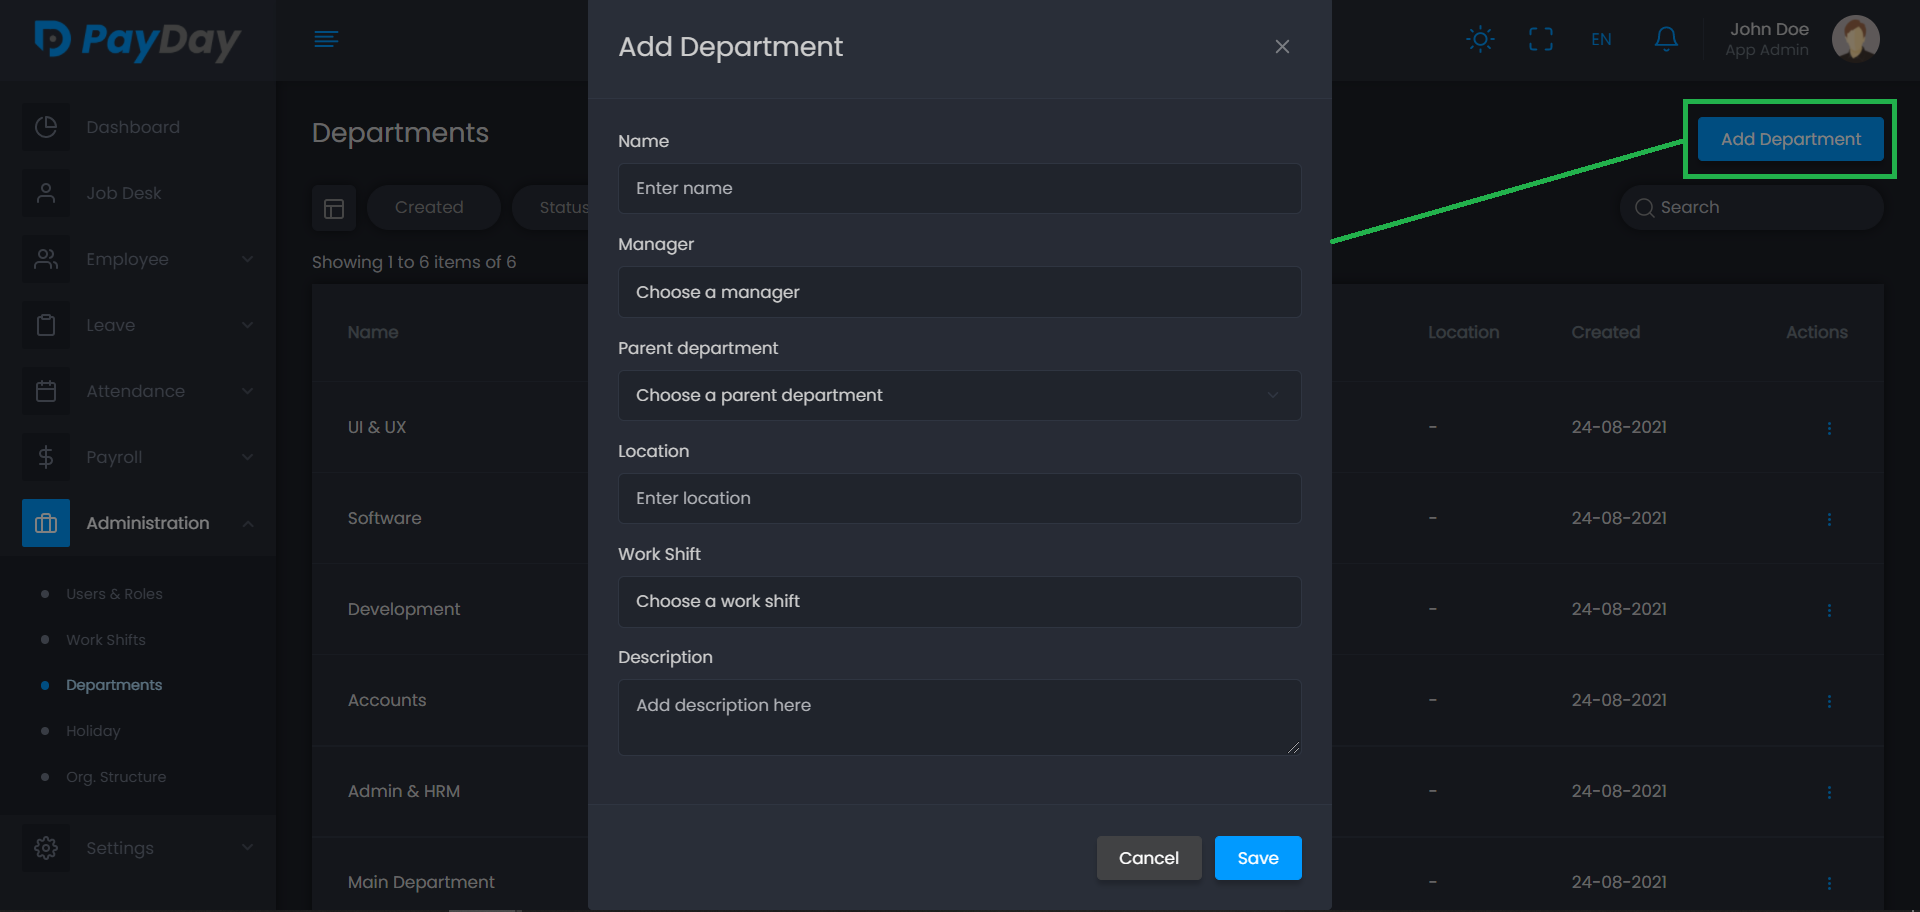 PayDay
Dashboard
Job Desk
Employee
Leave
Attendance
Payroll
Administration
Users & Roles
Work Shifts
Departments
Holiday
Org. Structure
Settings
EN
John Doe
App Admin
Departments
Add Department
Created
Status
Search
Showing 1 to 6 items of 6
Name Location Created Actions
UI & UX - 24-08-2021
Software - 24-08-2021
Development - 24-08-2021
Accounts - 24-08-2021
Admin & HRM - 24-08-2021
Main Department - 24-08-2021
Add Department
Name
Enter name
Manager
Choose a manager
Parent department
Choose a parent department
Location
Enter location
Work Shift
Choose a work shift
Description
Add description here
Cancel Save